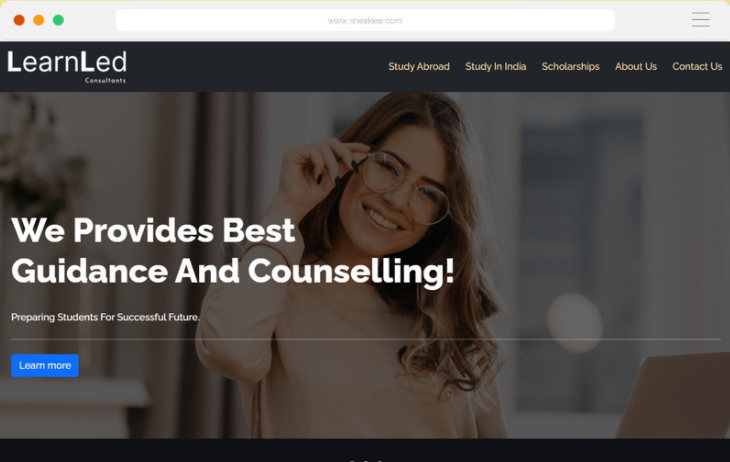 www.sneaklee.com
LearnLed
Consultants
Study Abroad Study In India Scholarships About Us Contact Us
We Provides Best
Guidance And Counselling!
Preparing Students For Successful Future.
Learn more